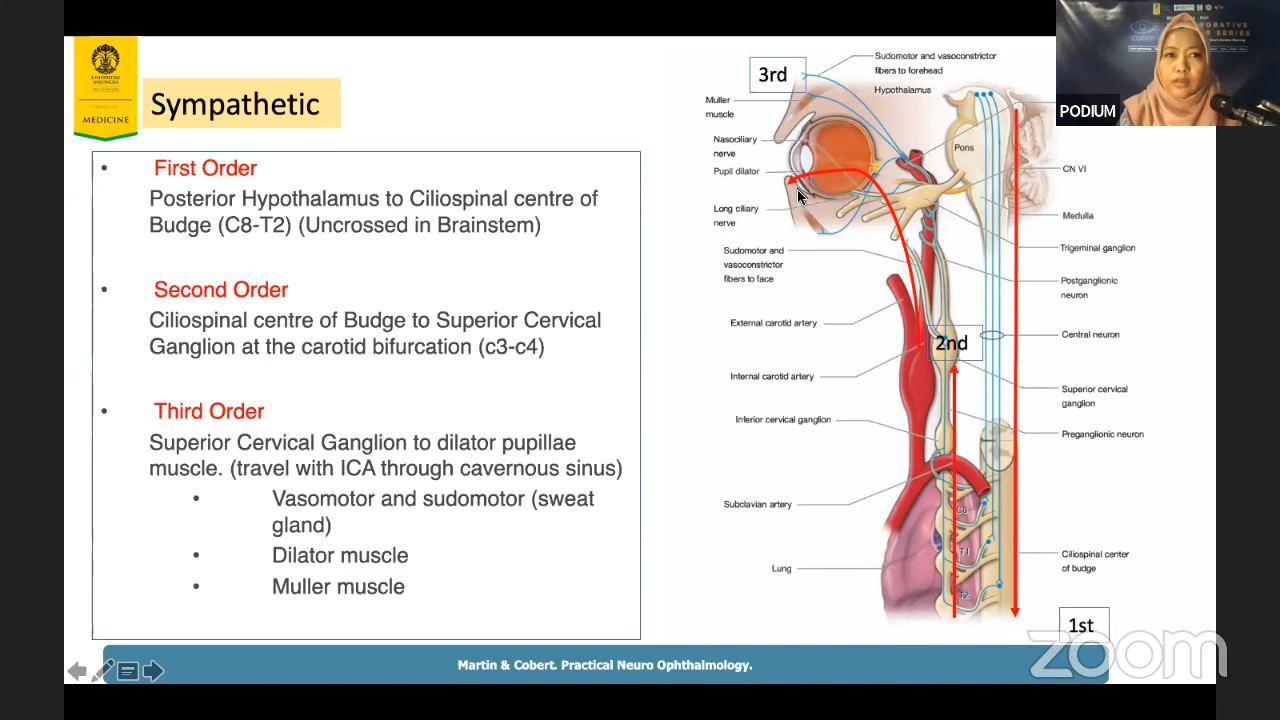 UNIVERSITAS
INDONESIA
MEDICINE
Sympathetic
• First Order
Posterior Hypothalamus to Ciliospinal centre of
Budge (C8-T2) (Uncrossed in Brainstem)
• Second Order
Ciliospinal centre of Budge to Superior Cervical
Ganglion at the carotid bifurcation (c3-c4)
• Third Order
Superior Cervical Ganglion to dilator pupillae
muscle. (travel with ICA through cavernous sinus)
• Vasomotor and sudomotor (sweat
gland)
• Dilator muscle
• Muller muscle
3rd
Sudomotor and vasoconstrictor
fibers to forehead
Hypothalamus
Muller
muscle
Nasociliary
nerve
Pupil dilator
Long ciliary
nerve
Sudomotor and
vasoconstrictor
fibers to face
External carotid artery
Internal carotid artery
Inferior cervical ganglion
Subclavian artery
Lung
Pons
CN VI
Medulla
Trigeminal ganglion
Postganglionic
neuron
Central neuron
2nd
Superior cervical
ganglion
Preganglionic neuron
C8
T1
T2
Ciliospinal center
of budge
1st
PODIUM
zoom
Martin & Cobert. Practical Neuro Ophthalmology.